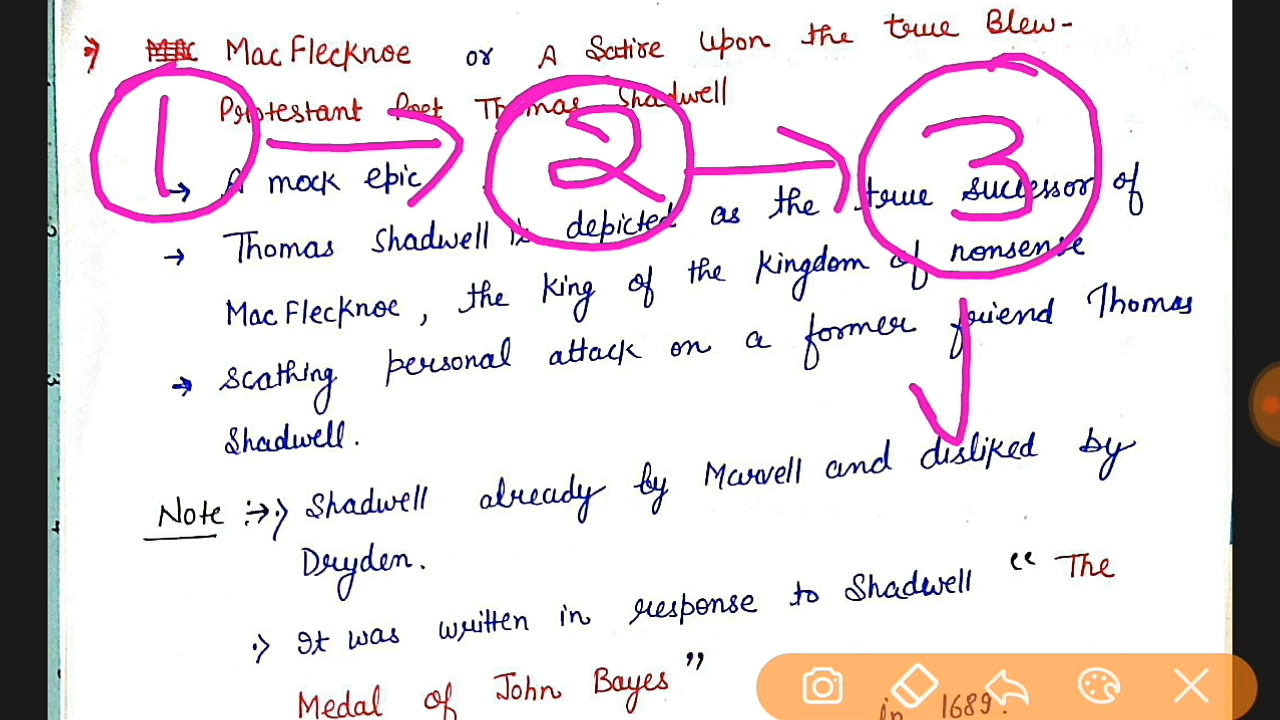 MacFlecknoe or A Satire upon the true Blew-
Protestant Poet Thomas Shadwell
1 2 3
→ A mock epic
→ Thomas Shadwell is depicted as the true successor of
MacFlecknoe, the king of the kingdom of nonsense
→ scathing personal attack on a former friend Thomas
Shadwell.
Note :→ Shadwell already by Marvell and disliked by
Dryden.
It was written in response to Shadwell " The
Medal of John Bayes"
in 1689.
2
3
4